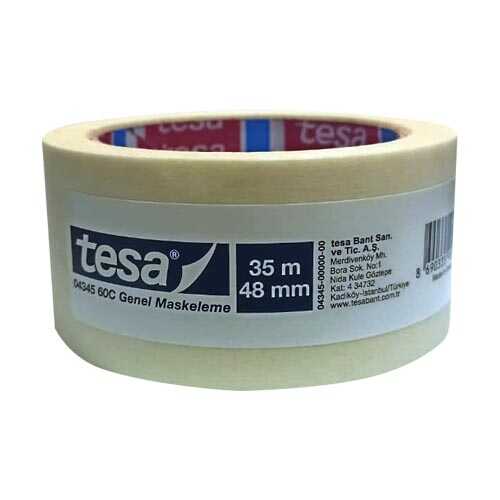 tesa
tesa®
04345 60C Genel Maskeleme
35 m
48 mm
04345-00000-00
tesa Bant San.
ve Tic. A.Ş.
Merdivenköy Mh.
Bora Sok. No:1
Nida Kule Göztepe
Kat: 4 34732
Kadıköy-İstanbul/Türkiye
www.tesabant.com.tr